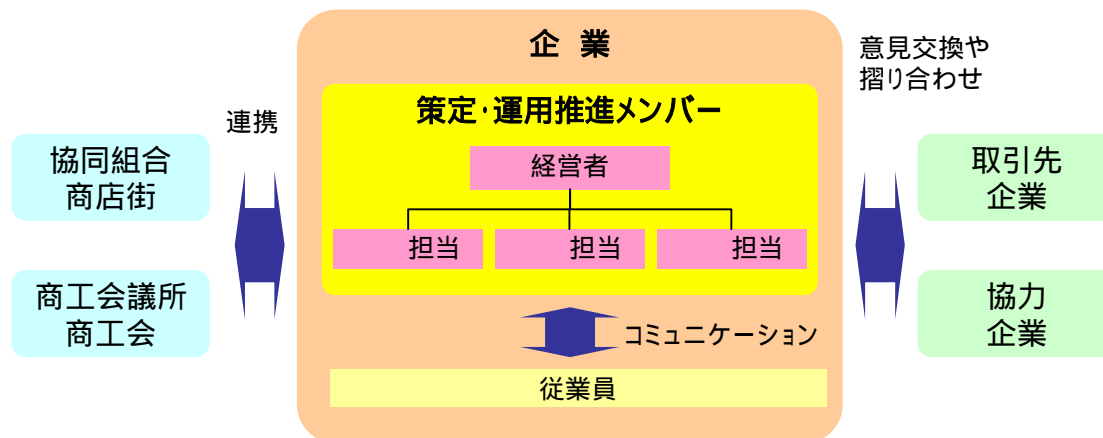 企 業
意見交換や
摺り合わせ
策定・運用推進メンバー
連携
協同組合
商店街
経営者
取引先
企業
担当
担当
担当
商工会議所
商工会
協力
企業
コミュニケーション
従業員